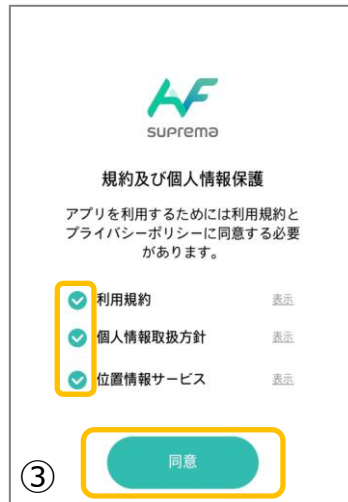 AF
suprema
規約及び個人情報保護
アプリを利用するためには利用規約と
プライバシーポリシーに同意する必要
があります。
利用規約 表示
個人情報取扱方針 表示
位置情報サービス 表示
同意
③